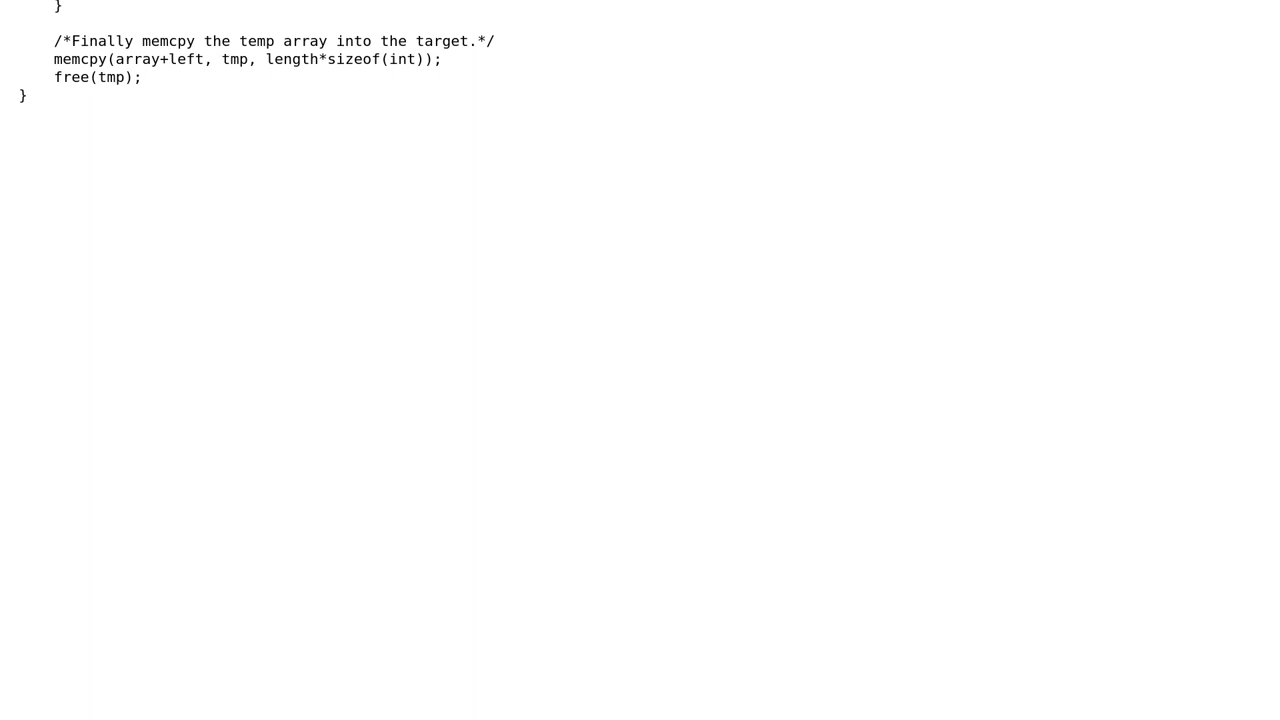 }
/*Finally memcpy the temp array into the target.*/
memcpy(array+left, tmp, length*sizeof(int));
free(tmp);
}